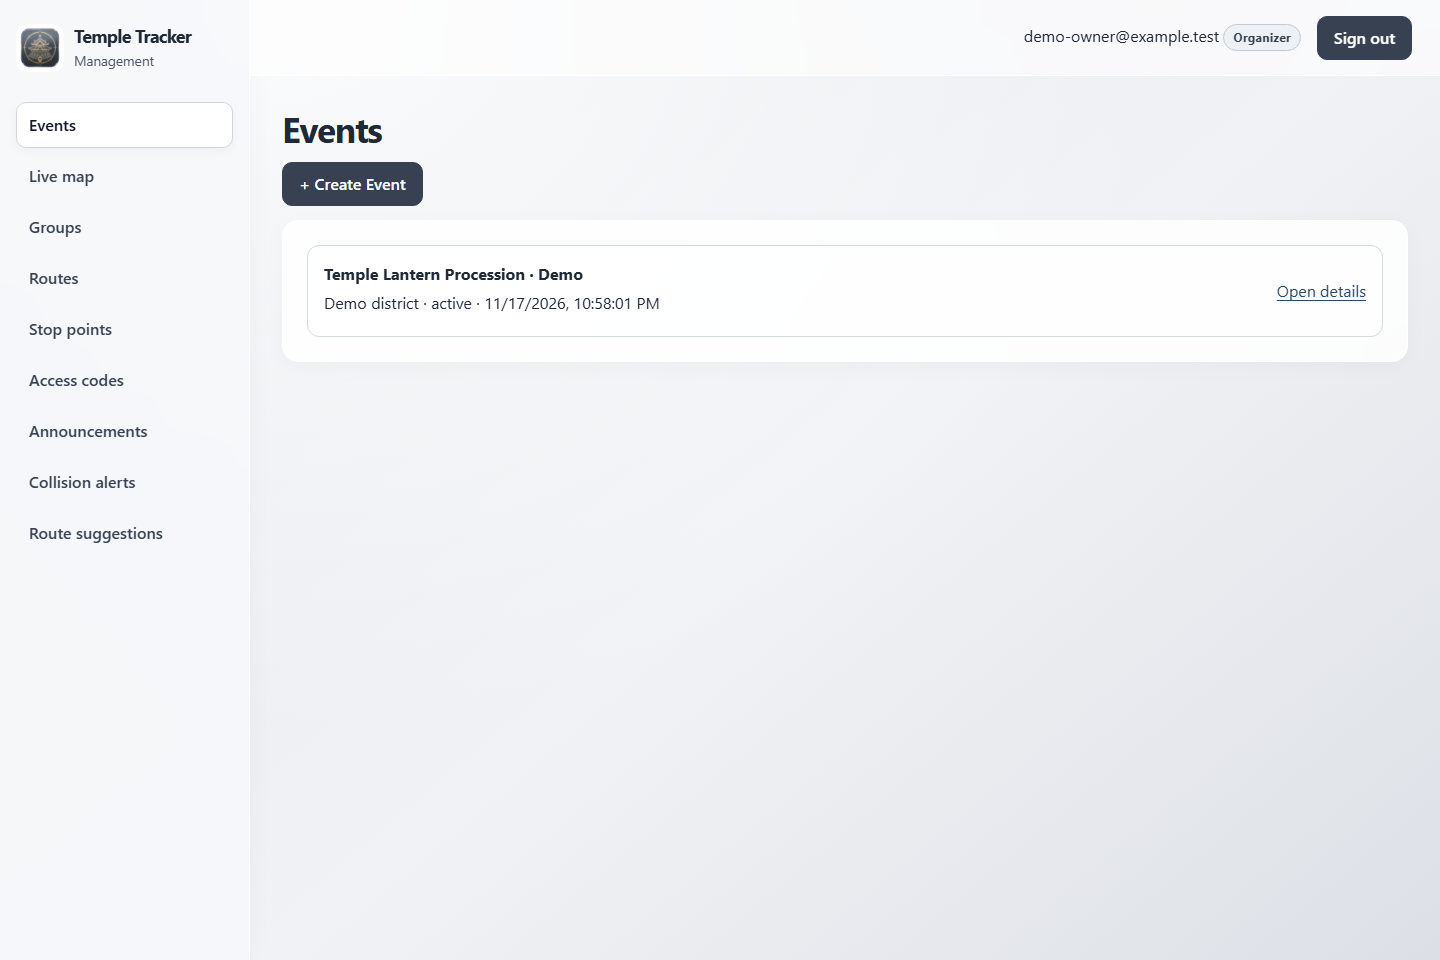 Temple Tracker
Management
demo-owner@example.test Organizer Sign out
Events
Live map
Groups
Routes
Stop points
Access codes
Announcements
Collision alerts
Route suggestions
Events
+ Create Event
Temple Lantern Procession · Demo
Demo district · active · 11/17/2026, 10:58:01 PM
Open details